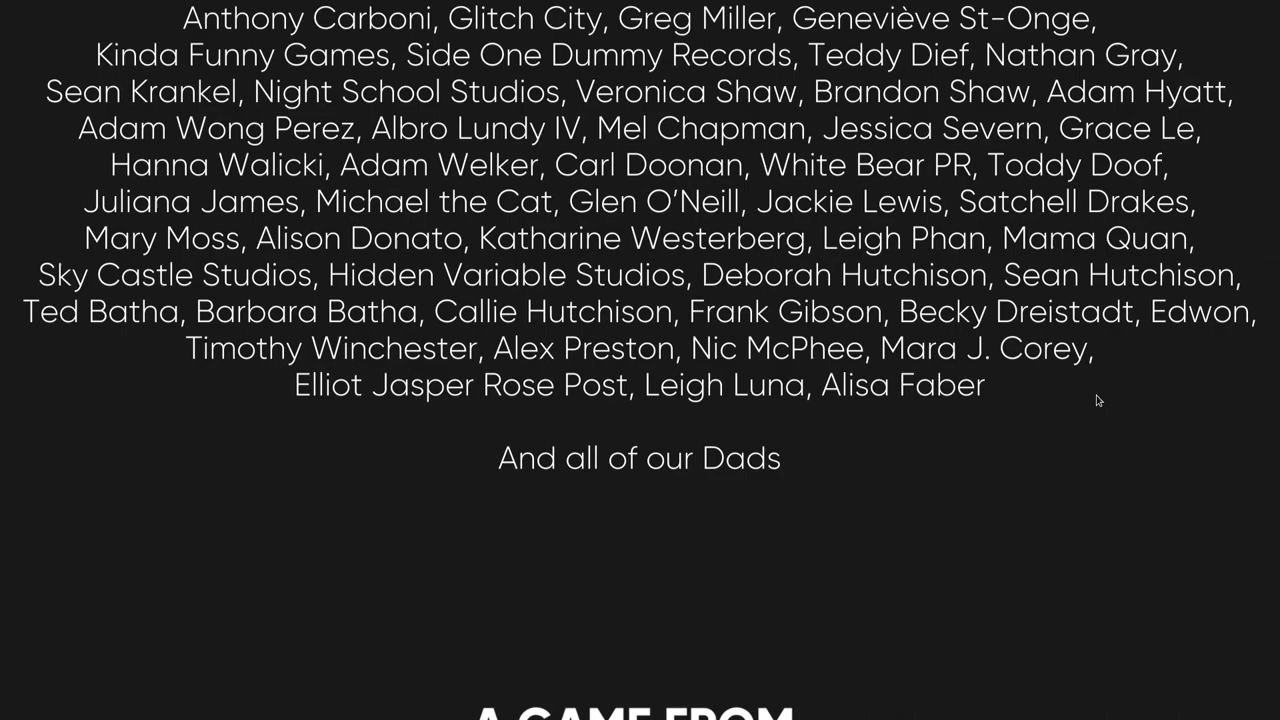 Anthony Carboni, Glitch City, Greg Miller, Geneviève St-Onge,
Kinda Funny Games, Side One Dummy Records, Teddy Dief, Nathan Gray,
Sean Krankel, Night School Studios, Veronica Shaw, Brandon Shaw, Adam Hyatt,
Adam Wong Perez, Albro Lundy IV, Mel Chapman, Jessica Severn, Grace Le,
Hanna Walicki, Adam Welker, Carl Doonan, White Bear PR, Toddy Doof,
Juliana James, Michael the Cat, Glen O’Neill, Jackie Lewis, Satchell Drakes,
Mary Moss, Alison Donato, Katharine Westerberg, Leigh Phan, Mama Quan,
Sky Castle Studios, Hidden Variable Studios, Deborah Hutchison, Sean Hutchison,
Ted Batha, Barbara Batha, Callie Hutchison, Frank Gibson, Becky Dreistadt, Edwon,
Timothy Winchester, Alex Preston, Nic McPhee, Mara J. Corey,
Elliot Jasper Rose Post, Leigh Luna, Alisa Faber
And all of our Dads
A GAME FROM